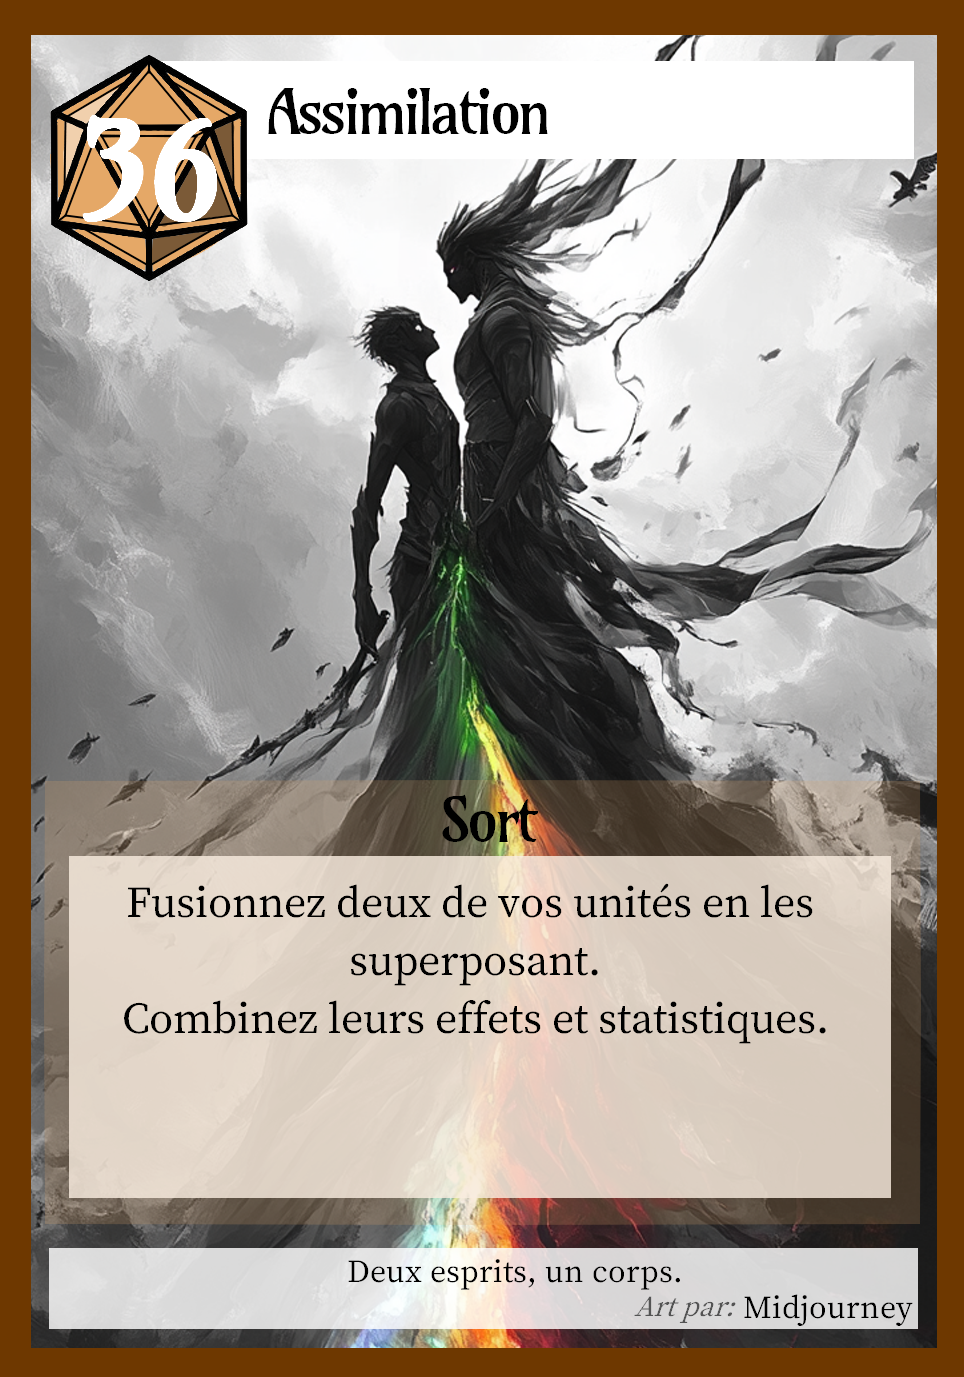 36
Assimilation
Sort
Fusionnez deux de vos unités en les
superposant.
Combinez leurs effets et statistiques.
Deux esprits, un corps.
Art par: Midjourney